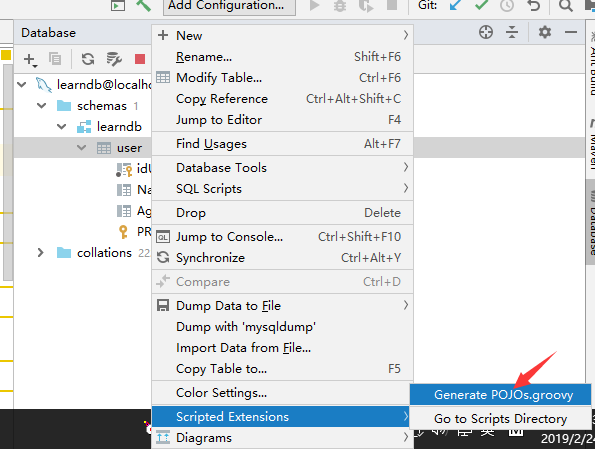 Add Configuration...
Git:
Database
learndb@localho
schemas 1
learndb
user
idU
Na
Ag
PR
collations 22
New
Rename... Shift+F6
Modify Table... Ctrl+F6
Copy Reference Ctrl+Alt+Shift+C
Jump to Editor F4
Find Usages Alt+F7
Database Tools
SQL Scripts
Drop Delete
Jump to Console... Ctrl+Shift+F10
Synchronize Ctrl+Alt+Y
Compare Ctrl+D
Dump Data to File
Dump with 'mysqldump'
Import Data from File...
Copy Table to... F5
Color Settings...
Scripted Extensions
Diagrams
Generate POJOs.groovy
Go to Scripts Directory
Ant Build
Maven
Database
英
2019/2/24